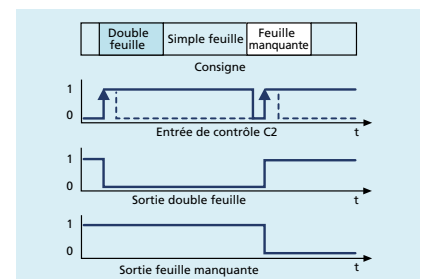 Double
feuille
Simple feuille
Feuille
manquante
Consigne
1
0
Entrée de contrôle C2
t
1
0
Sortie double feuille
t
1
0
Sortie feuille manquante
t